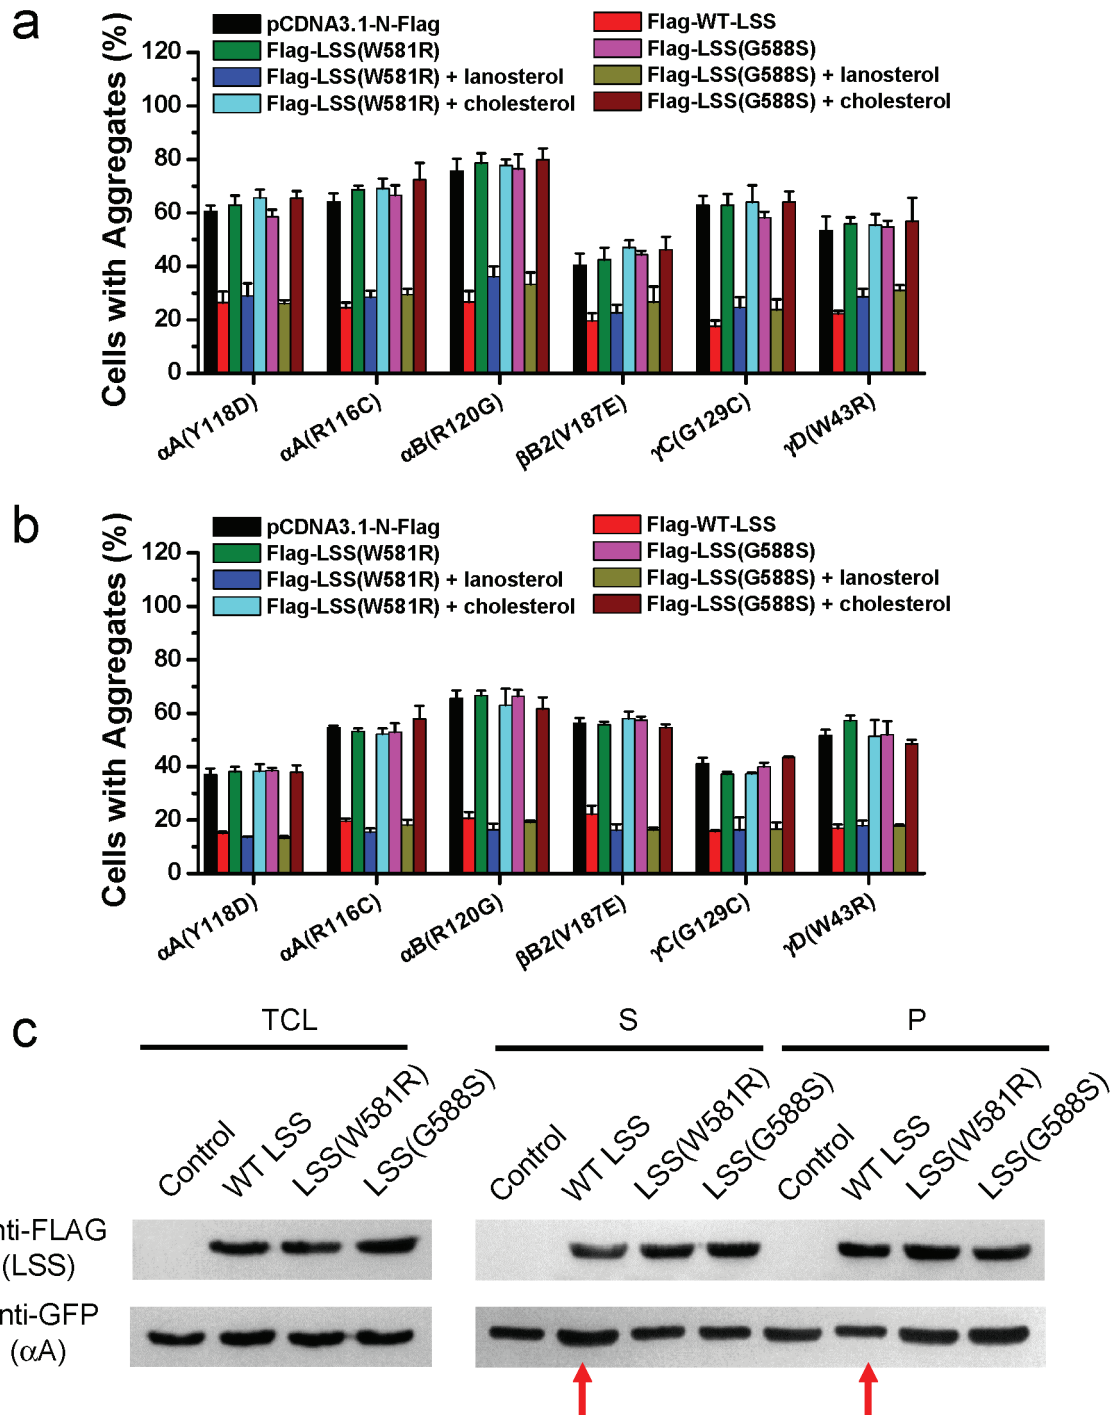 a
pCDNA3.1-N-Flag
Flag-LSS(W581R)
Flag-LSS(W581R) + lanosterol
Flag-LSS(W581R) + cholesterol
Flag-WT-LSS
Flag-LSS(G588S)
Flag-LSS(G588S) + lanosterol
Flag-LSS(G588S) + cholesterol
Cells with Aggregates (%)
120
100
80
60
40
20
0
αA(Y118D)
αA(R116C)
αB(R120G)
βB2(V187E)
γC(G129C)
γD(W43R)
b
pCDNA3.1-N-Flag
Flag-LSS(W581R)
Flag-LSS(W581R) + lanosterol
Flag-LSS(W581R) + cholesterol
Flag-WT-LSS
Flag-LSS(G588S)
Flag-LSS(G588S) + lanosterol
Flag-LSS(G588S) + cholesterol
Cells with Aggregates (%)
120
100
80
60
40
20
0
αA(Y118D)
αA(R116C)
αB(R120G)
βB2(V187E)
γC(G129C)
γD(W43R)
c
TCL
S
P
Control
WT LSS
LSS(W581R)
LSS(G588S)
Control
WT LSS
LSS(W581R)
LSS(G588S)
Control
WT LSS
LSS(W581R)
LSS(G588S)
nti-FLAG
(LSS)
nti-GFP
(αA)